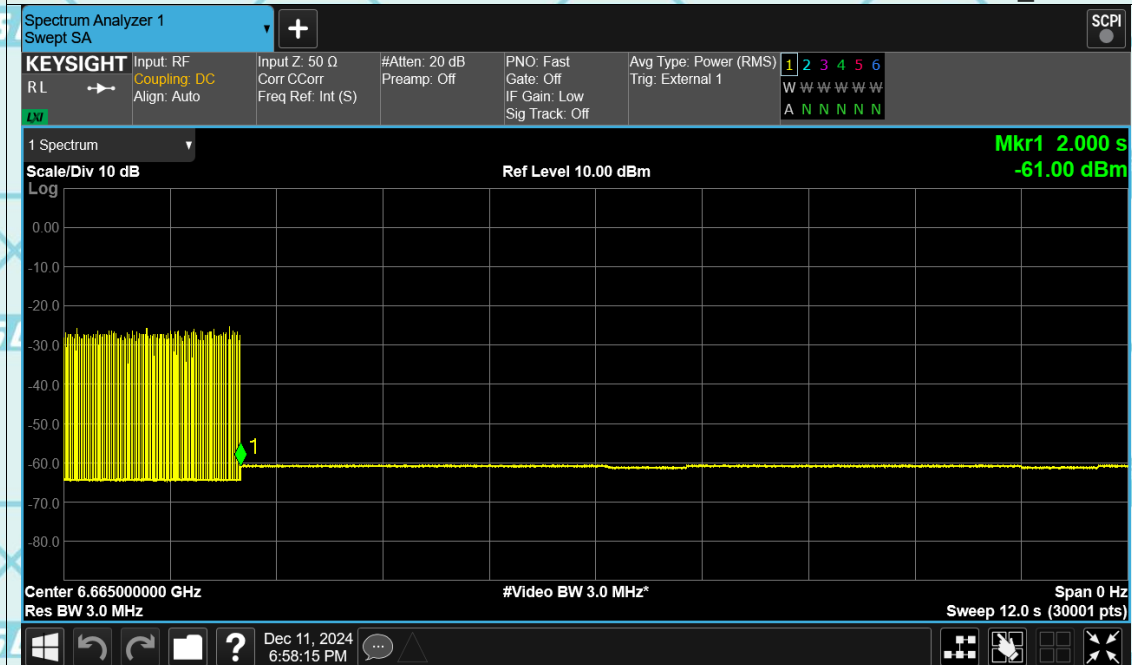 Spectrum Analyzer 1
Swept SA
+
SCPI
KEYSIGHT
R L
LXI
Input: RF
Coupling: DC
Align: Auto
Input Z: 50 Ω
Corr CCorr
Freq Ref: Int (S)
#Atten: 20 dB
Preamp: Off
PNO: Fast
Gate: Off
IF Gain: Low
Sig Track: Off
Avg Type: Power (RMS)
Trig: External 1
1 2 3 4 5 6
W W W W W W
A N N N N N
1 Spectrum
Mkr1 2.000 s
-61.00 dBm
Scale/Div 10 dB
Ref Level 10.00 dBm
Log
0.00
-10.0
-20.0
-30.0
-40.0
-50.0
1
-60.0
-70.0
-80.0
Center 6.665000000 GHz
#Video BW 3.0 MHz*
Span 0 Hz
Res BW 3.0 MHz
Sweep 12.0 s (30001 pts)
?
Dec 11, 2024
6:58:15 PM